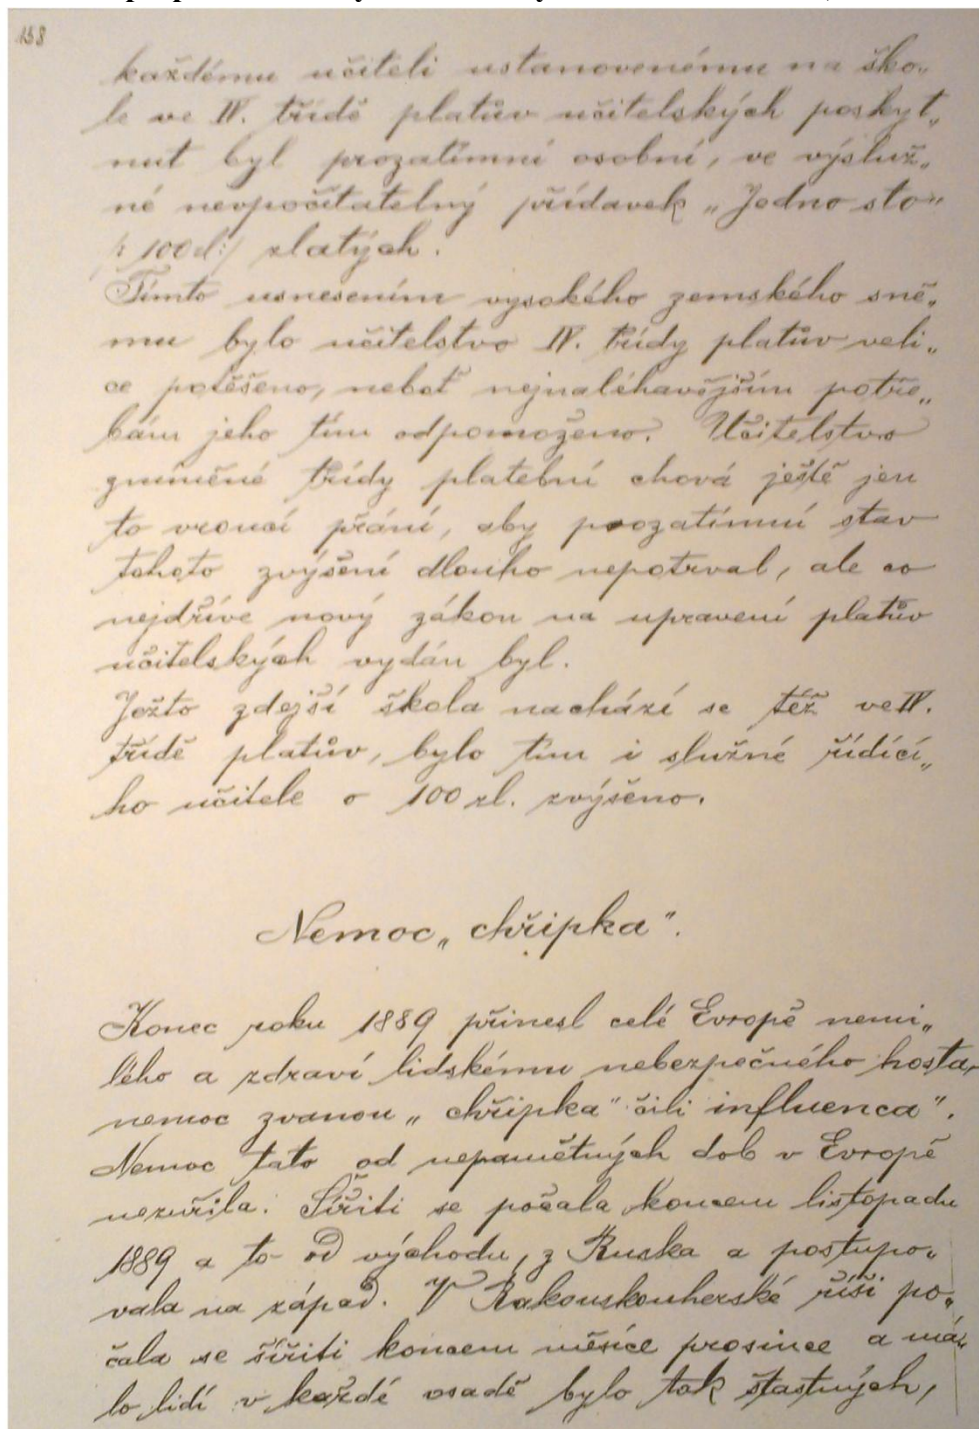 158
každému učiteli ustanovenému na ško„
le ve IV. třídě platův učitelských poskyt„
nut byl prozatímní osobní, ve výsluž„
né nevpočítatelný přídavek „Jedno sto"
/: 100 zl :/ zlatých.
Tímto usnesením vysokého zemského sně„
mu bylo učitelstvo IV. třídy platův veli„
ce potěšeno, neboť nejnaléhavějším potře„
bám jeho tím odpomoženo. Učitelstvo
zmíněné třídy platební chová ještě jen
to vroucí přání, aby prozatímní stav
tohoto zvýšení dlouho nepotrval, ale co
nejdříve nový zákon na upravení platův
učitelských vydán byl.
Ježto zdejší škola nachází se též ve IV.
třídě platův, bylo tím i služné řídící„
ho učitele o 100 zl. zvýšeno.
Nemoc „chřipka".
Konec roku 1889 přinesl celé Evropě nemi„
lého a zdraví lidskému nebezpečného hosta,
nemoc zvanou „chřipka" čili influenca".
Nemoc tato od nepamětných dob v Evropě
nezuřila. Šířiti se počala koncem listopadu
1889 a to od východu, z Ruska a postupo„
vala na západ. V Rakouskouherské říši po„
čala se šířiti koncem měsíce prosince a má„
lo lidí v každé osadě bylo tak šťastných,